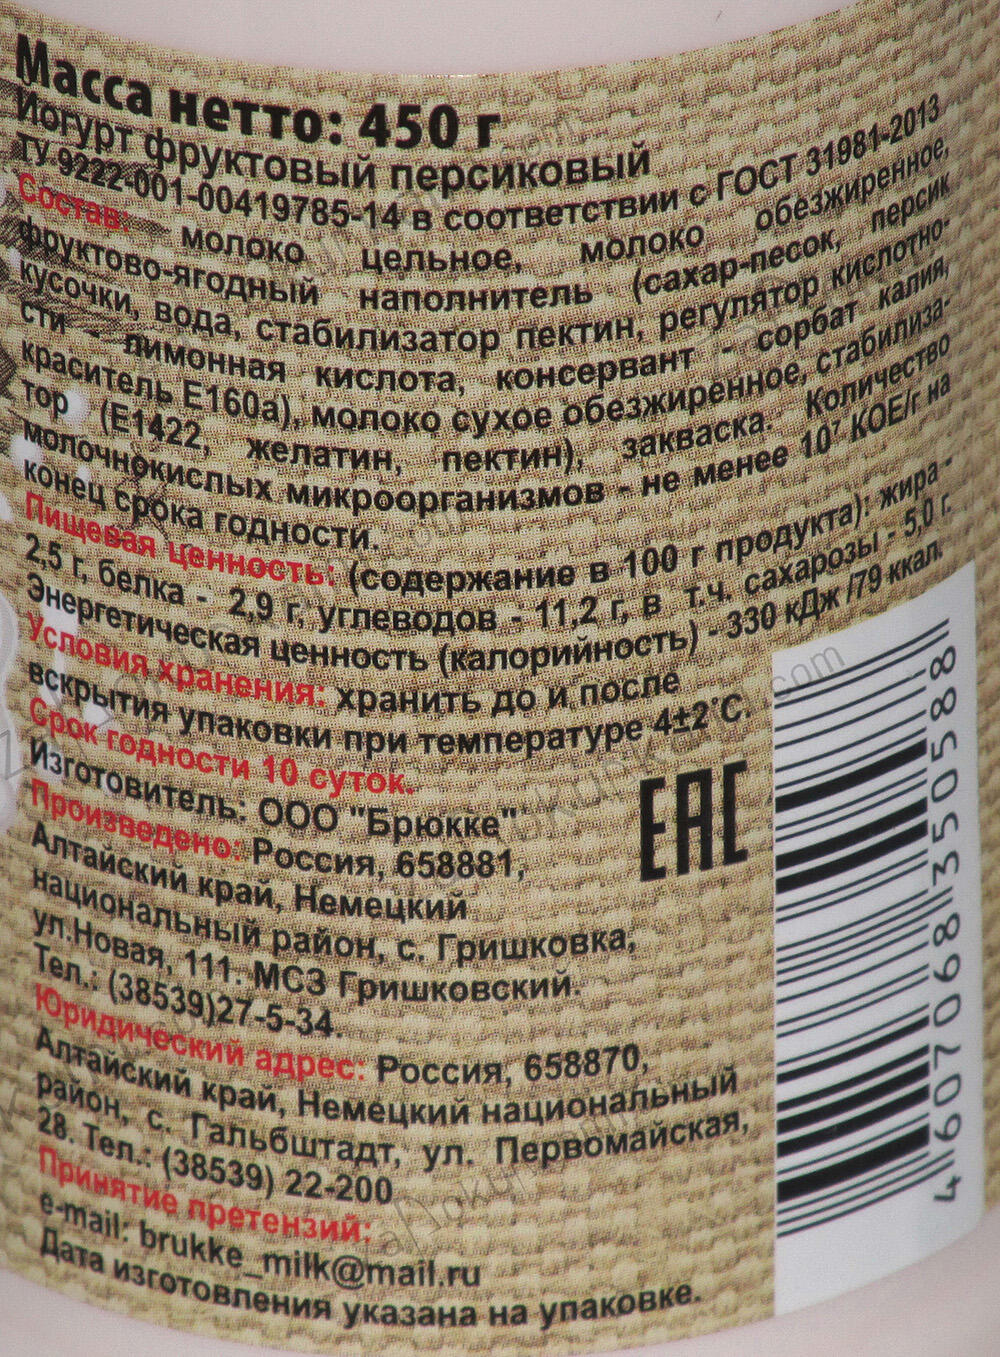 Масса нетто: 450 г
Йогурт фруктовый персиковый
ТУ 9222-001-00419785-14 в соответствии с ГОСТ 31981-2013
Состав: молоко цельное, молоко обезжиренное,
фруктово-ягодный наполнитель (сахар-песок, персик
кусочки, вода, стабилизатор пектин, регулятор кислотно-
сти - лимонная кислота, консервант - сорбат калия,
краситель Е160а), молоко сухое обезжиренное, стабилиза-
тор (Е1422, желатин, пектин), закваска. Количество
молочнокислых микроорганизмов - не менее 10⁷ КОЕ/г на
конец срока годности.
Пищевая ценность: (содержание в 100 г продукта): жира -
2,5 г, белка - 2,9 г, углеводов - 11,2 г, в т.ч. сахарозы - 5,0 г.
Энергетическая ценность (калорийность) - 330 кДж /79 ккал.
Условия хранения: хранить до и после
вскрытия упаковки при температуре 4±2°С.
Срок годности 10 суток.
Изготовитель: ООО "Брюкке"
Произведено: Россия, 658881,
Алтайский край, Немецкий
национальный район, с. Гришковка,
ул.Новая, 111. МСЗ Гришковский.
Тел.: (38539)27-5-34.
Юридический адрес: Россия, 658870,
Алтайский край, Немецкий национальный
район, с. Гальбштадт, ул. Первомайская,
28. Тел.: (38539) 22-200
Принятие претензий:
e-mail: brukke_milk@mail.ru
Дата изготовления указана на упаковке.
ЕАС
4 607068 350588